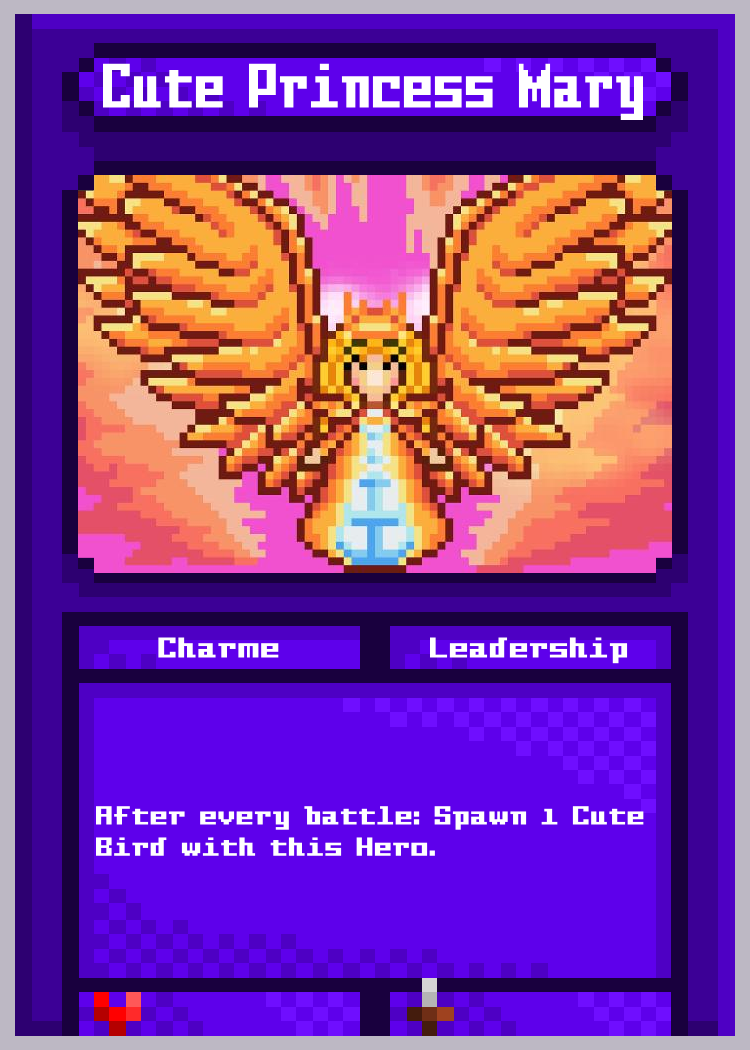 Cute Princess Mary
Charme
Leadership
After every battle: Spawn 1 Cute
Bird with this Hero.